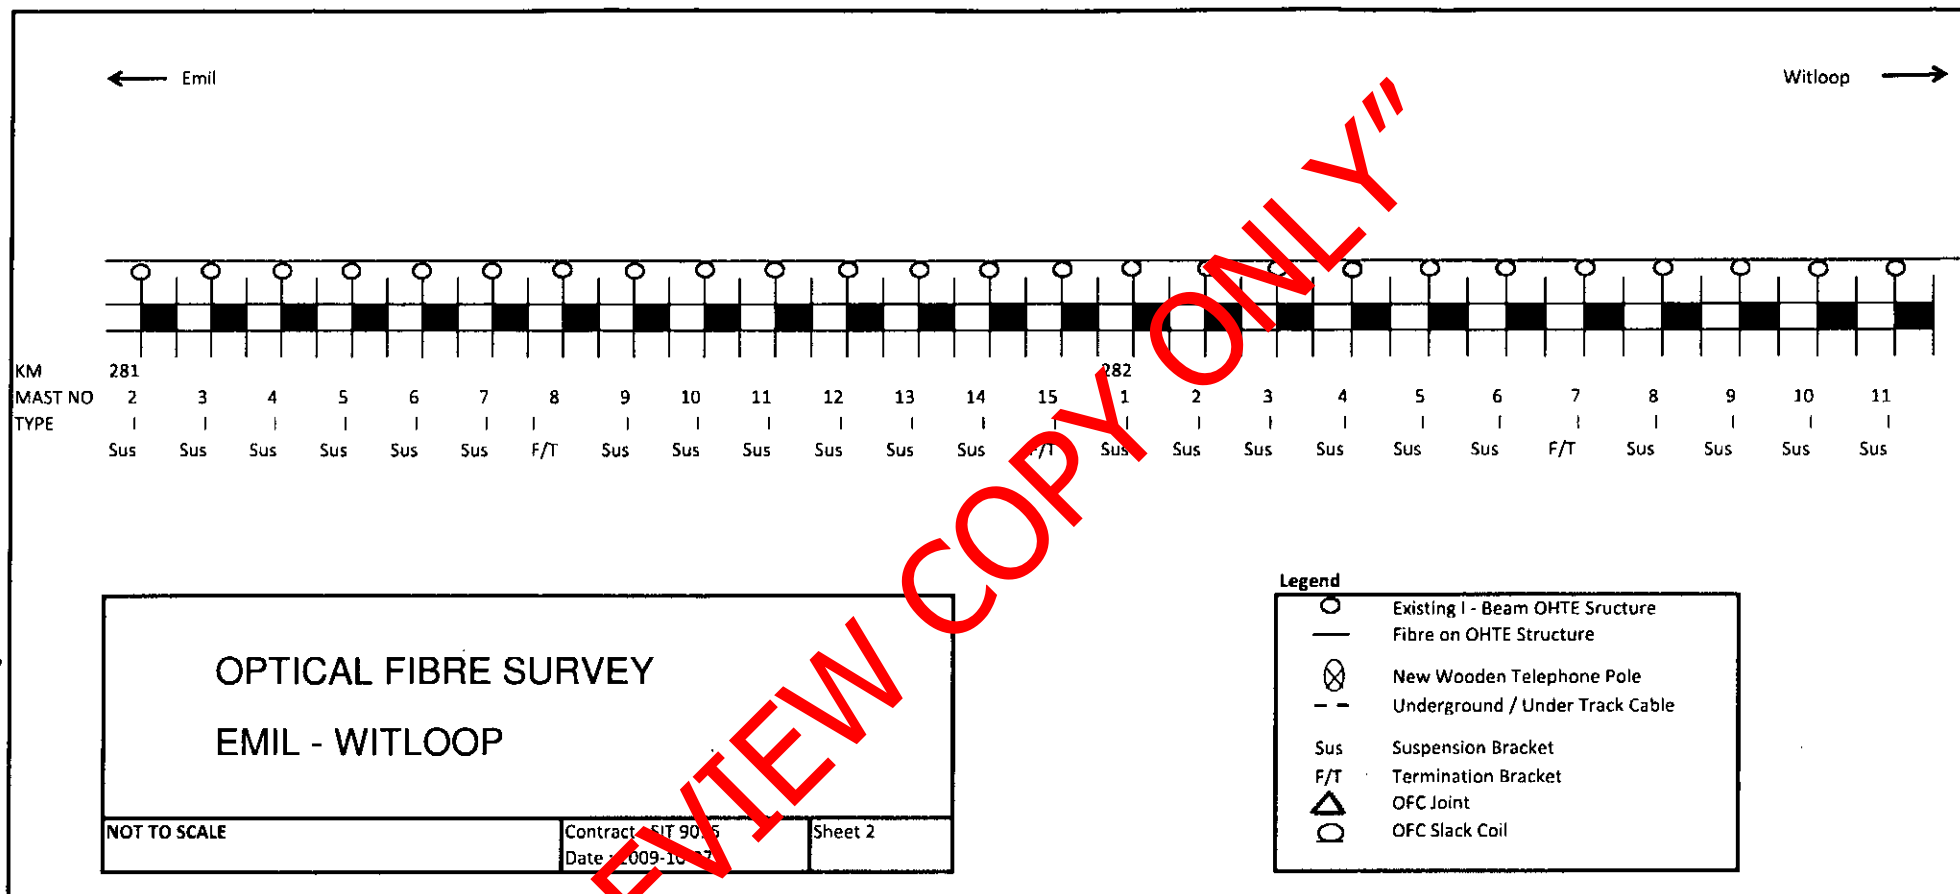 Emil
Witloop
KM 281 282
MAST NO 2 3 4 5 6 7 8 9 10 11 12 13 14 15 1 2 3 4 5 6 7 8 9 10 11
TYPE I I I I I I I I I I I I I I I I I I I I I I I I I
Sus Sus Sus Sus Sus Sus F/T Sus Sus Sus Sus Sus Sus F/T Sus Sus Sus Sus Sus Sus F/T Sus Sus Sus Sus
OPTICAL FIBRE SURVEY
EMIL - WITLOOP
NOT TO SCALE
Contract :
Date :
Sheet 2
Legend
Existing I - Beam OHTE Sructure
Fibre on OHTE Structure
New Wooden Telephone Pole
Underground / Under Track Cable
Sus Suspension Bracket
F/T Termination Bracket
OFC Joint
OFC Slack Coil
EVIEW COPY ONLY"